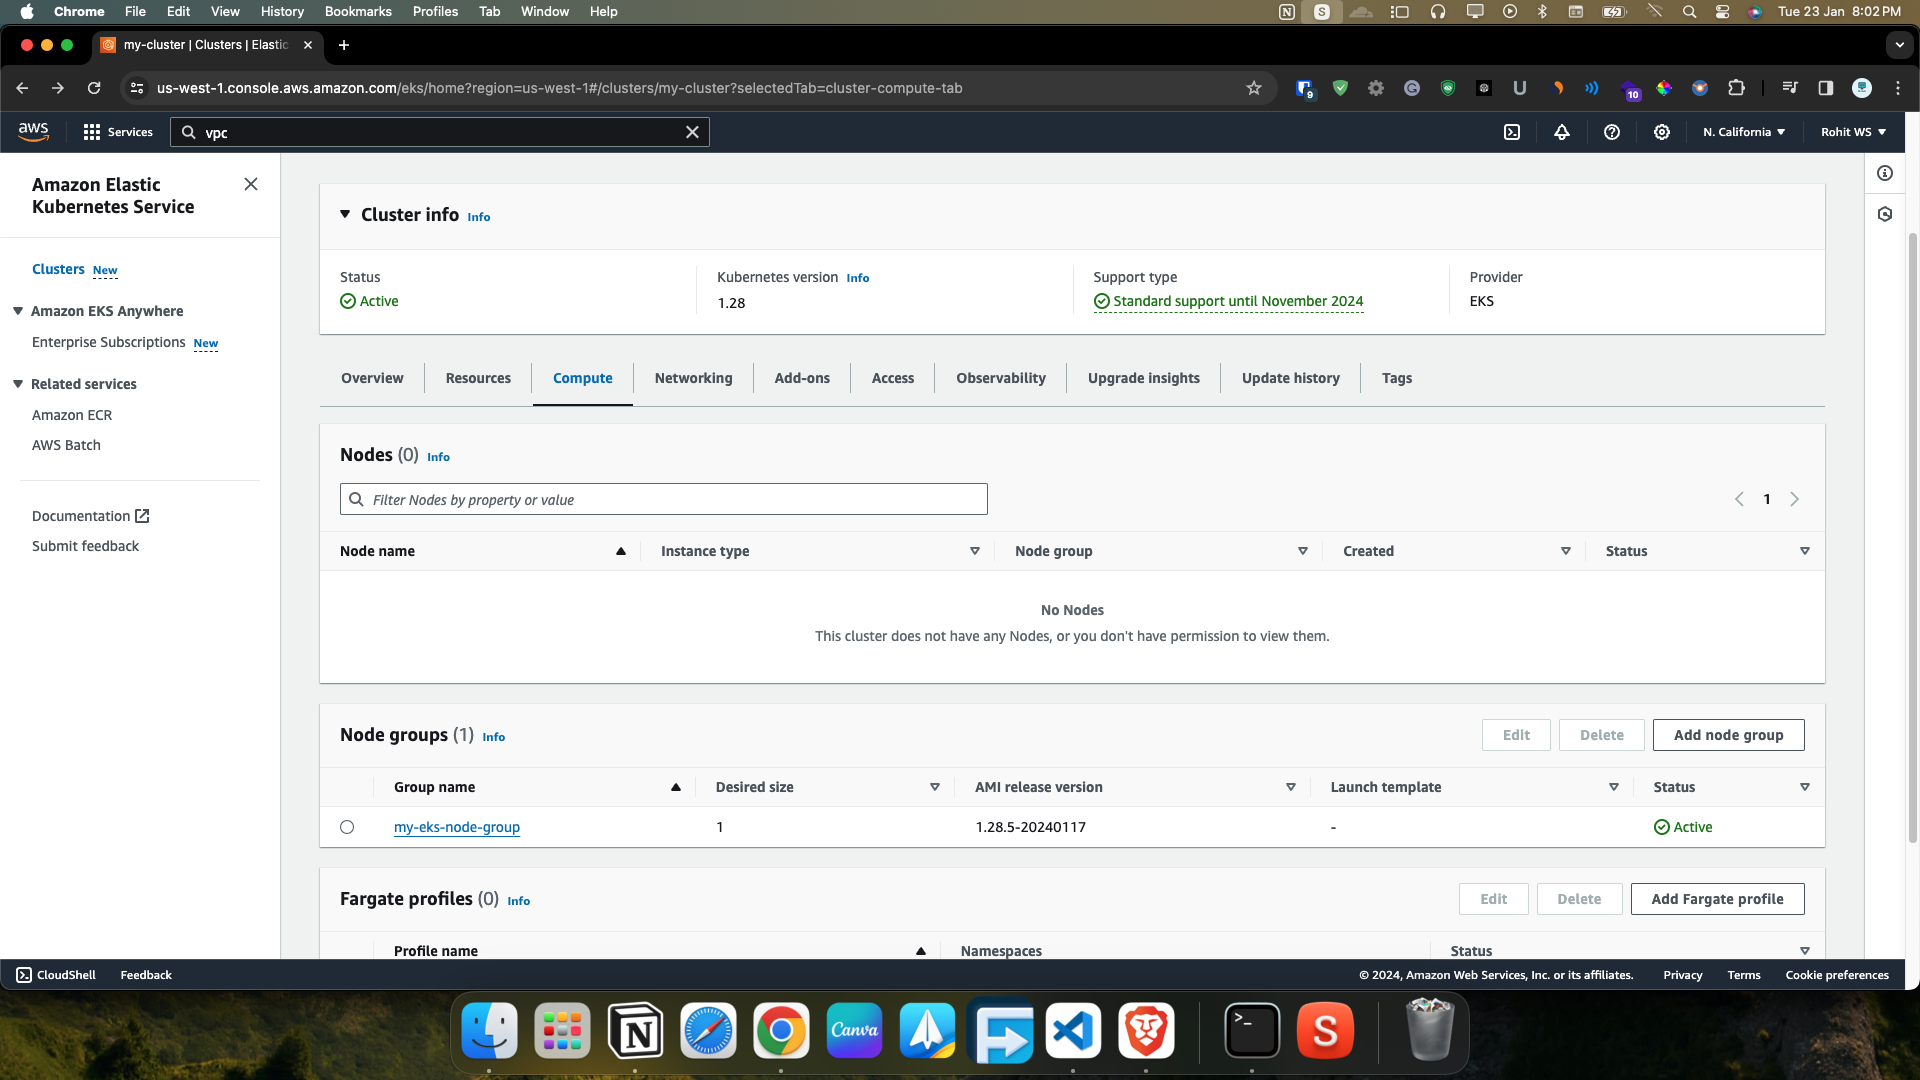 Chrome File Edit View History Bookmarks Profiles Tab Window Help Tue 23 Jan 8:02 PM
my-cluster | Clusters | Elastic
us-west-1.console.aws.amazon.com/eks/home?region=us-west-1#/clusters/my-cluster?selectedTab=cluster-compute-tab
9
10
aws Services vpc N. California Rohit WS
Amazon Elastic
Kubernetes Service
Clusters New
Amazon EKS Anywhere
Enterprise Subscriptions New
Related services
Amazon ECR
AWS Batch
Documentation
Submit feedback
Cluster info Info
Status
Active
Kubernetes version Info
1.28
Support type
Standard support until November 2024
Provider
EKS
Overview Resources Compute Networking Add-ons Access Observability Upgrade insights Update history Tags
Nodes (0) Info
Filter Nodes by property or value
1
Node name Instance type Node group Created Status
No Nodes
This cluster does not have any Nodes, or you don't have permission to view them.
Node groups (1) Info
Edit Delete Add node group
Group name Desired size AMI release version Launch template Status
my-eks-node-group 1 1.28.5-20240117 - Active
Fargate profiles (0) Info
Edit Delete Add Fargate profile
Profile name Namespaces Status
CloudShell Feedback © 2024, Amazon Web Services, Inc. or its affiliates. Privacy Terms Cookie preferences
Canva